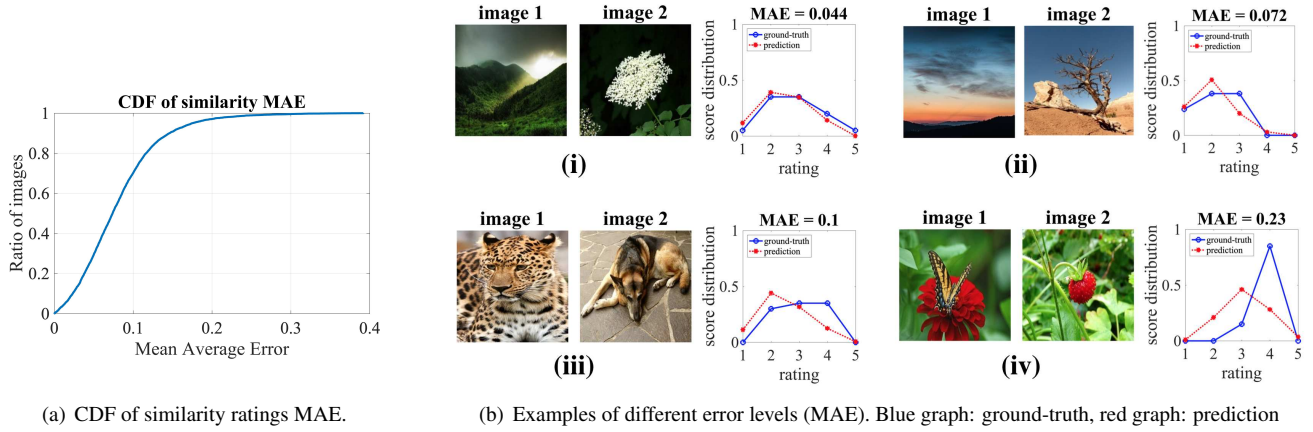 CDF of similarity MAE
Ratio of images
1
0.8
0.6
0.4
0.2
0
0 0.1 0.2 0.3 0.4
Mean Average Error
(a) CDF of similarity ratings MAE.
image 1 image 2 MAE = 0.044
score distribution
1
0.5
0
ground-truth
prediction
1 2 3 4 5
rating
(i)
image 1 image 2 MAE = 0.072
score distribution
1
0.5
0
ground-truth
prediction
1 2 3 4 5
rating
(ii)
image 1 image 2 MAE = 0.1
score distribution
1
0.5
0
ground-truth
prediction
1 2 3 4 5
rating
(iii)
image 1 image 2 MAE = 0.23
score distribution
1
0.5
0
ground-truth
prediction
1 2 3 4 5
rating
(iv)
(b) Examples of different error levels (MAE). Blue graph: ground-truth, red graph: prediction